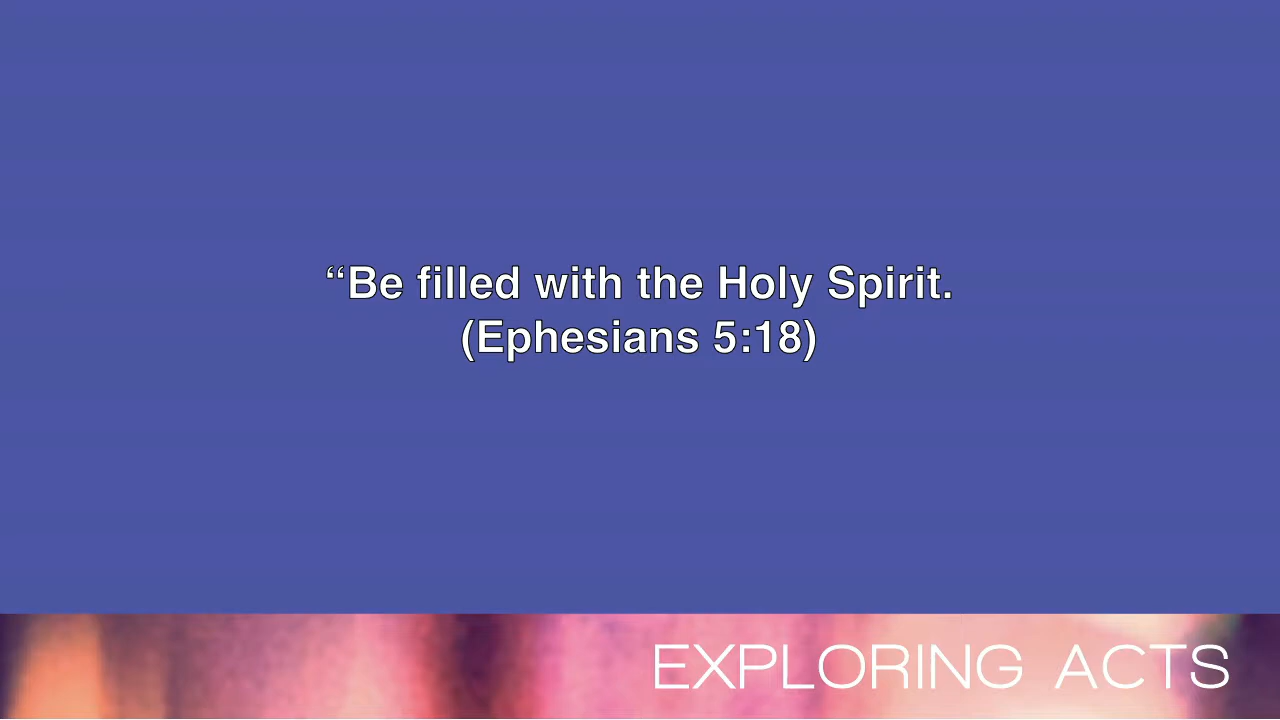 “Be filled with the Holy Spirit.
(Ephesians 5:18)
EXPLORING ACTS